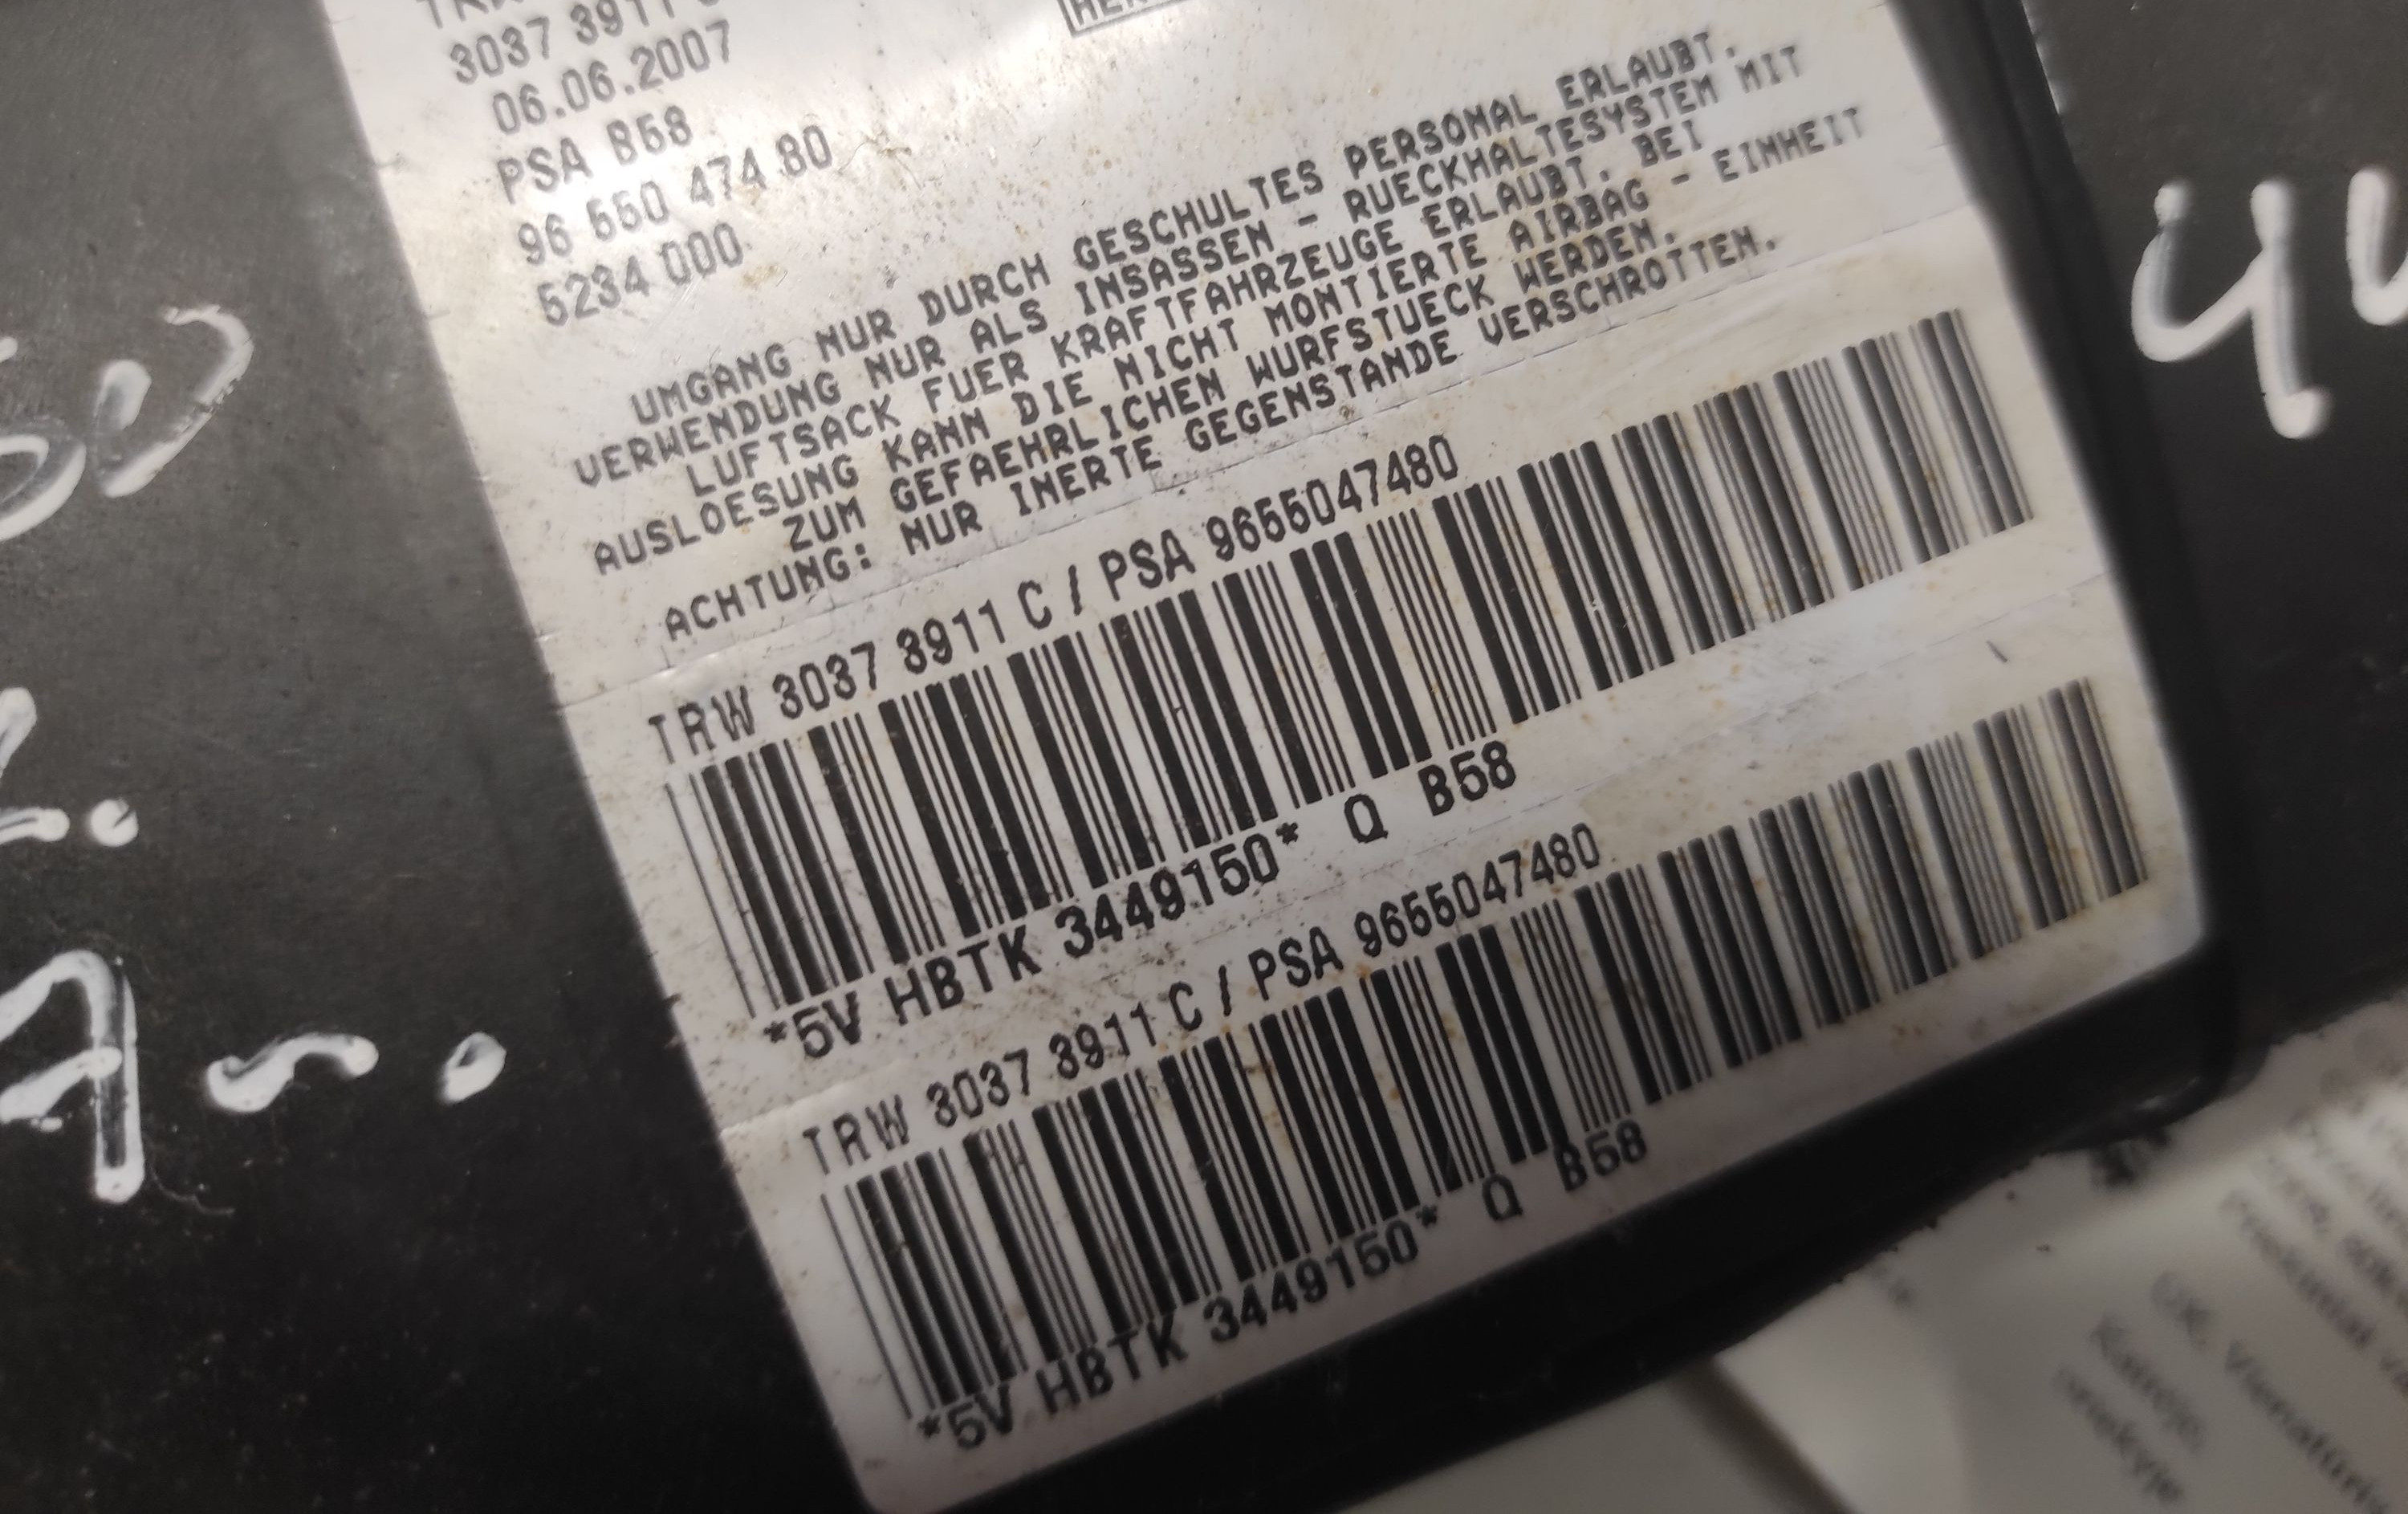 3037 3911 C
06.06.2007
PSA B58
96 550 474 80
5234 000
UMGANG NUR DURCH GESCHULTES PERSONAL ERLAUBT.
VERWENDUNG NUR ALS INSASSEN - RUECKHALTESYSTEM MIT
LUFTSACK FUER KRAFTFAHRZEUGE ERLAUBT. BEI
AUSLOESUNG KANN DIE NICHT MONTIERTE AIRBAG - EINHEIT
ZUM GEFAEHRLICHEN WURFSTUECK WERDEN.
ACHTUNG: NUR INERTE GEGENSTANDE VERSCHROTTEN.
TRW 3037 3911 C / PSA 9655047480
*5V HBTK 3449150* Q B58
TRW 3037 3911 C / PSA 9655047480
*5V HBTK 3449150* Q B58